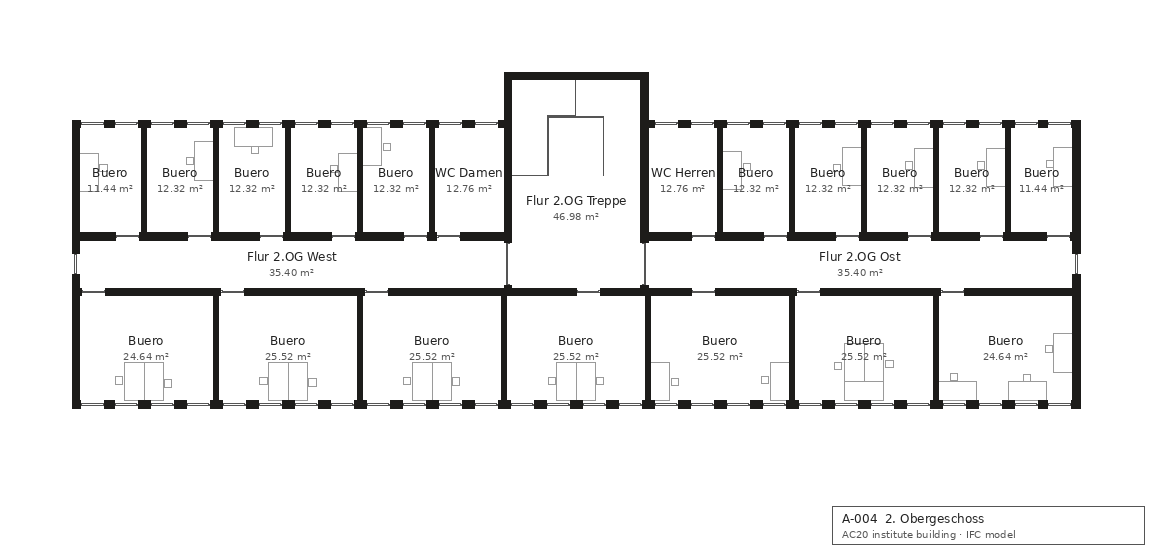 Buero
11.44 m²
Buero
12.32 m²
Buero
12.32 m²
Buero
12.32 m²
Buero
12.32 m²
WC Damen
12.76 m²
Flur 2.OG Treppe
46.98 m²
WC Herren
12.76 m²
Buero
12.32 m²
Buero
12.32 m²
Buero
12.32 m²
Buero
12.32 m²
Buero
11.44 m²
Flur 2.OG West
35.40 m²
Flur 2.OG Ost
35.40 m²
Buero
24.64 m²
Buero
25.52 m²
Buero
25.52 m²
Buero
25.52 m²
Buero
25.52 m²
Buero
25.52 m²
Buero
24.64 m²
A-004 2. Obergeschoss
AC20 institute building · IFC model